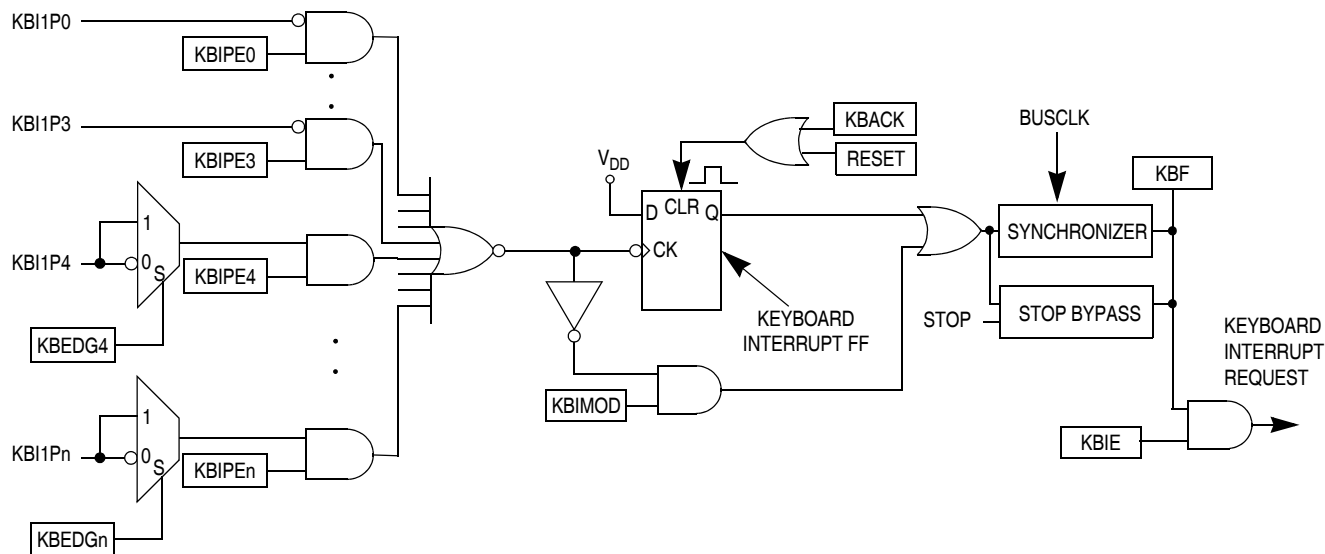 KBI1P0
KBIPE0
KBI1P3
KBIPE3
KBI1P4
1
0
S
KBIPE4
KBEDG4
KBI1Pn
1
0
S
KBIPEn
KBEDGn
VDD
D
CLR
Q
CK
KBACK
RESET
KEYBOARD
INTERRUPT FF
KBIMOD
BUSCLK
KBF
SYNCHRONIZER
STOP
STOP BYPASS
KEYBOARD
INTERRUPT
REQUEST
KBIE